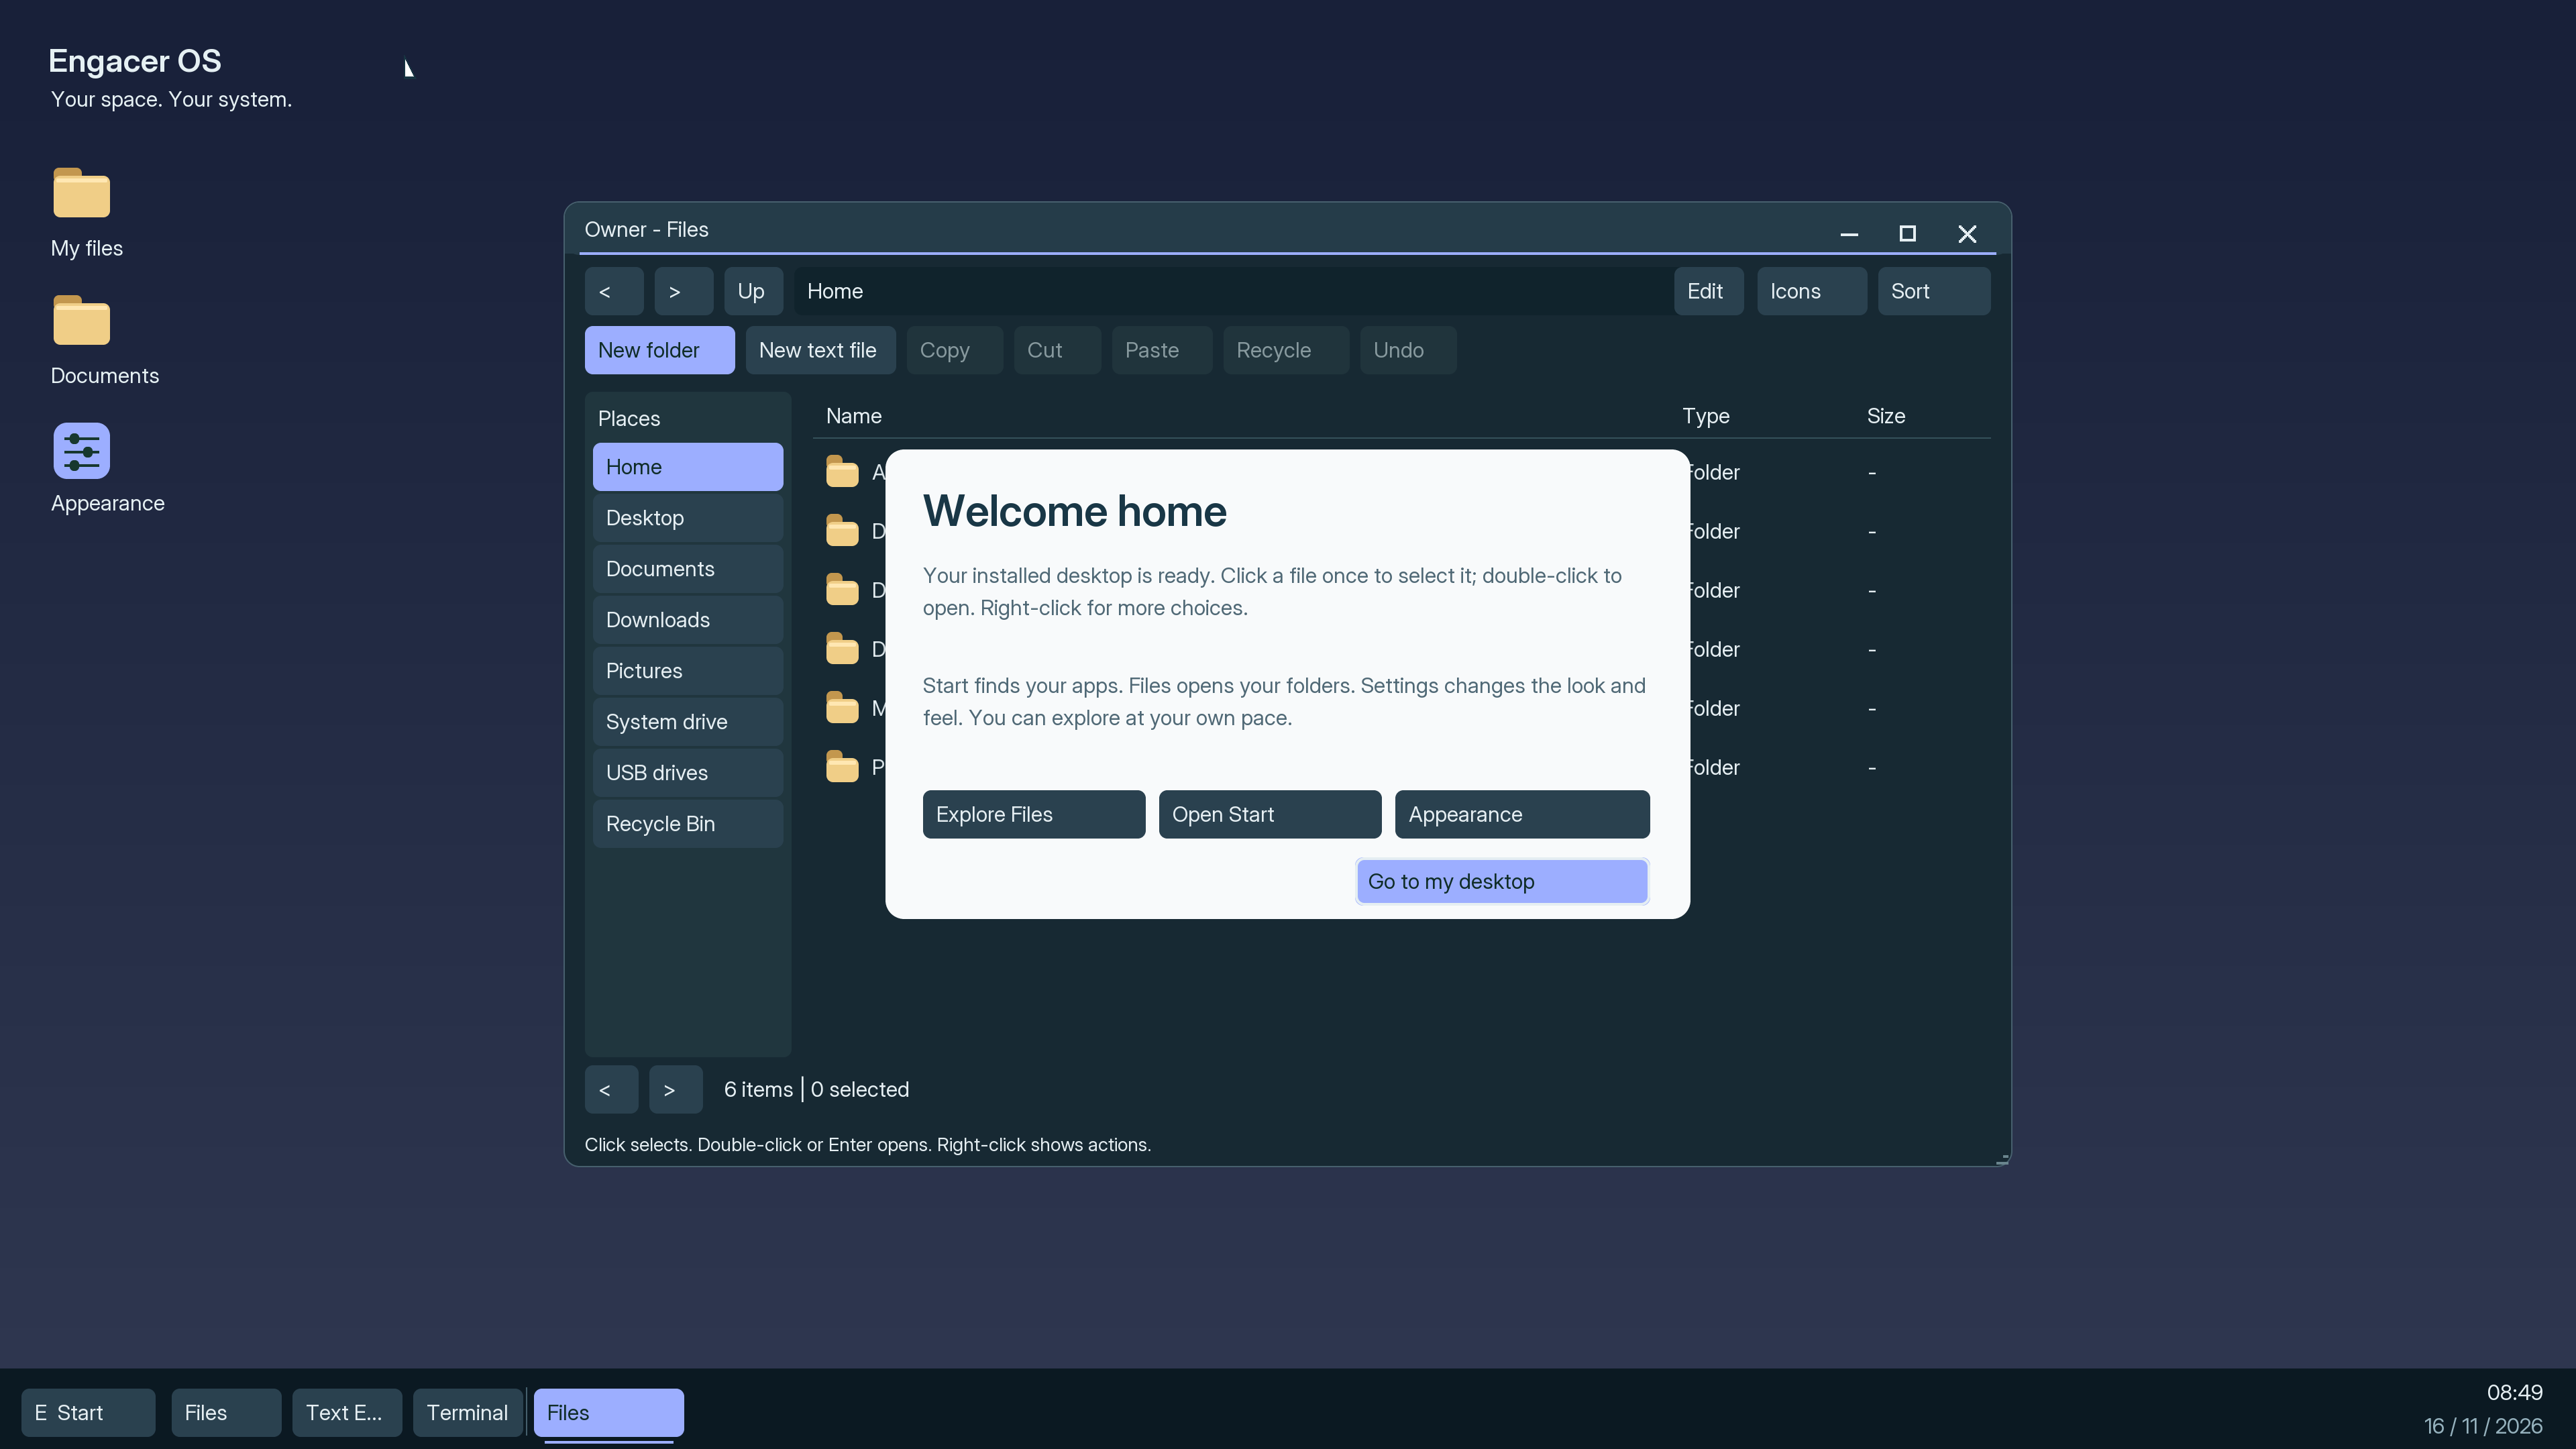 Engacer OS
Your space. Your system.
My files
Documents
Appearance
Owner - Files
< > Up Home Edit Icons Sort
New folder New text file Copy Cut Paste Recycle Undo
Places
Home
Desktop
Documents
Downloads
Pictures
System drive
USB drives
Recycle Bin
Name Type Size
A Folder -
D Folder -
D Folder -
D Folder -
M Folder -
P Folder -
Welcome home
Your installed desktop is ready. Click a file once to select it; double-click to
open. Right-click for more choices.
Start finds your apps. Files opens your folders. Settings changes the look and
feel. You can explore at your own pace.
Explore Files Open Start Appearance
Go to my desktop
< > 6 items | 0 selected
Click selects. Double-click or Enter opens. Right-click shows actions.
E Start Files Text E... Terminal Files
08:49
16 / 11 / 2026